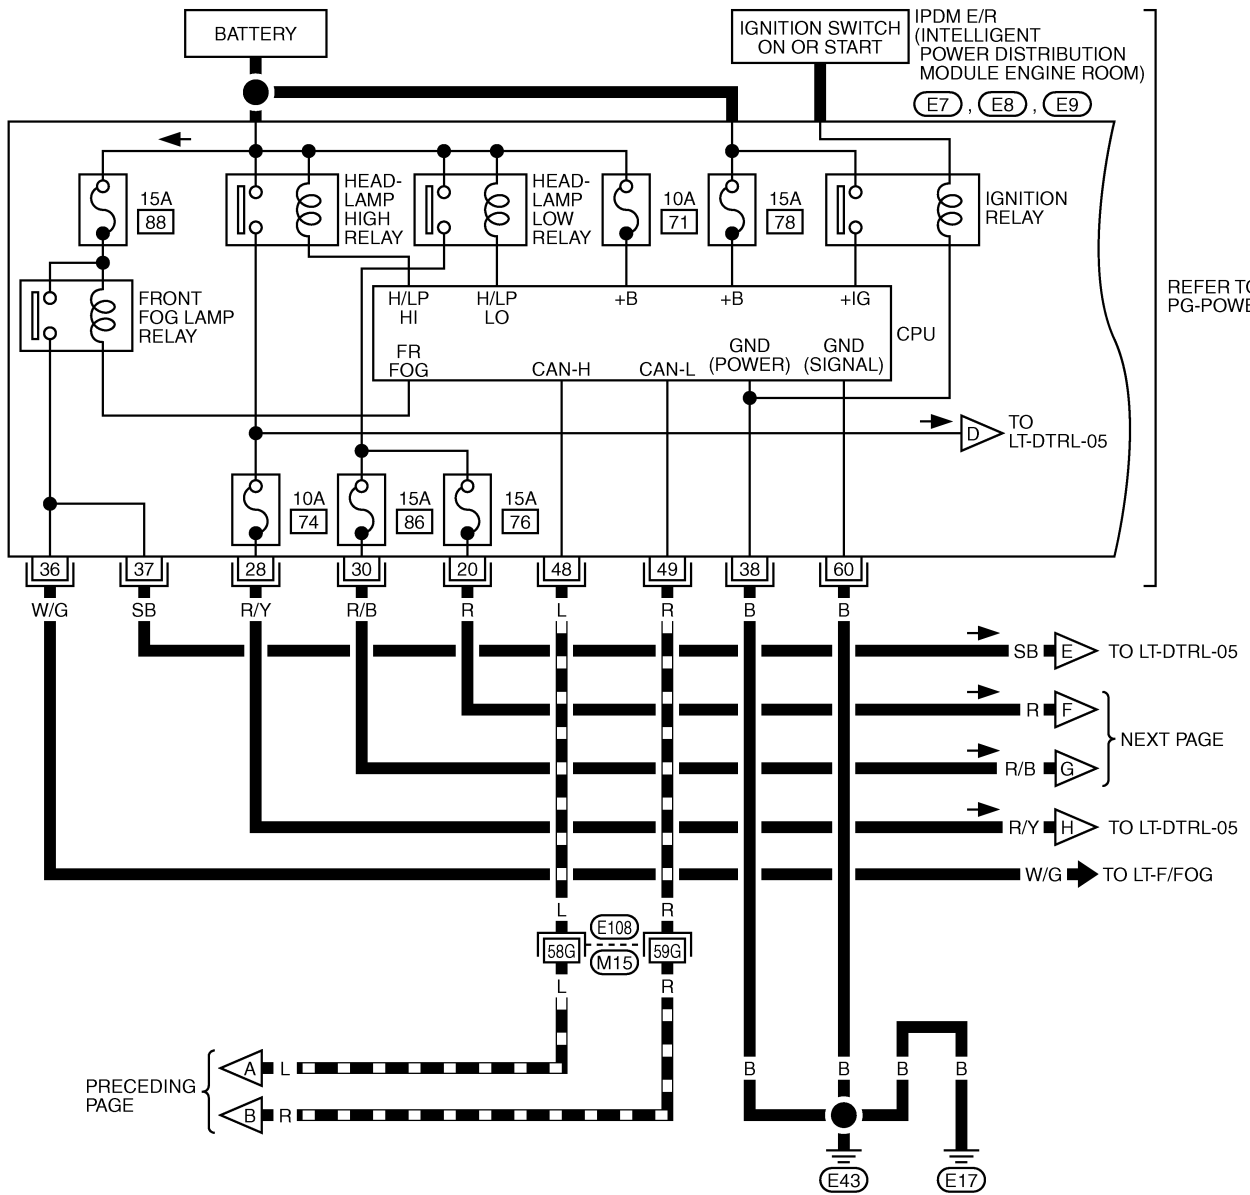 BATTERY
IGNITION SWITCH
ON OR START
IPDM E/R
(INTELLIGENT
POWER DISTRIBUTION
MODULE ENGINE ROOM)
E7 , E8 , E9
15A
88
HEAD-
LAMP
HIGH
RELAY
HEAD-
LAMP
LOW
RELAY
10A
71
15A
78
IGNITION
RELAY
REFER TO
PG-POWE
FRONT
FOG LAMP
RELAY
H/LP
HI
H/LP
LO
+B
+B
+IG
CPU
FR
FOG
CAN-H
CAN-L
GND
(POWER)
GND
(SIGNAL)
D
TO
LT-DTRL-05
10A
74
15A
86
15A
76
36 37 28 30 20 48 49 38 60
W/G SB R/Y R/B R L R B B
SB E TO LT-DTRL-05
R F
NEXT PAGE
R/B G
R/Y H TO LT-DTRL-05
W/G TO LT-F/FOG
L R
E108
58G 59G
M15
L R
PRECEDING
PAGE
A L
B R
B B B B
E43 E17